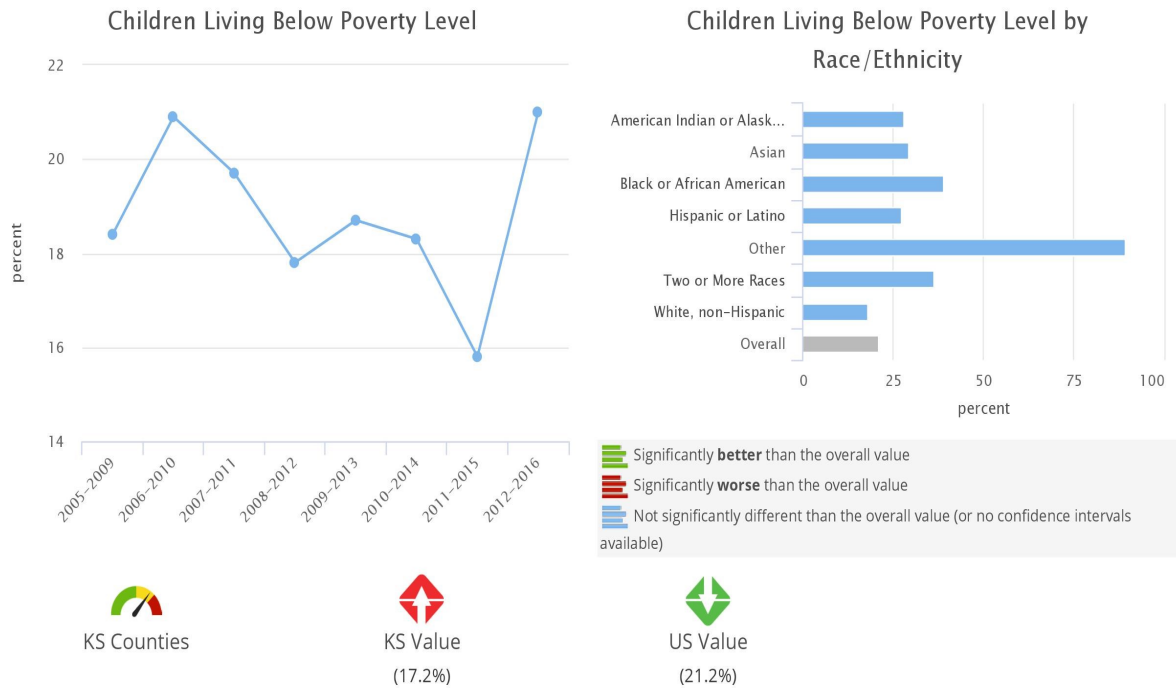 Children Living Below Poverty Level
22
20
18
16
14
percent
2005-2009
2006-2010
2007-2011
2008-2012
2009-2013
2010-2014
2011-2015
2012-2016
Children Living Below Poverty Level by
Race/Ethnicity
American Indian or Alask...
Asian
Black or African American
Hispanic or Latino
Other
Two or More Races
White, non-Hispanic
Overall
0
25
50
75
100
percent
Significantly better than the overall value
Significantly worse than the overall value
Not significantly different than the overall value (or no confidence intervals
available)
KS Counties
KS Value
(17.2%)
US Value
(21.2%)